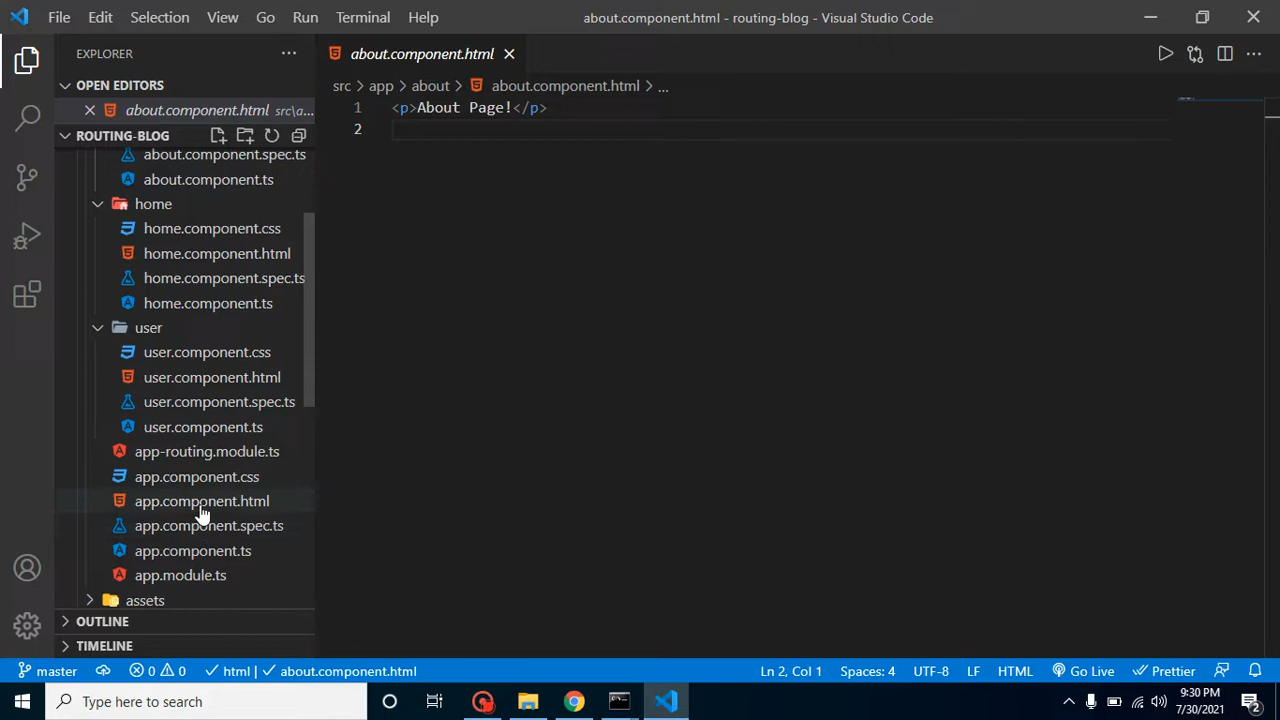 File Edit Selection View Go Run Terminal Help about.component.html - routing-blog - Visual Studio Code
EXPLORER
about.component.html
OPEN EDITORS
src > app > about > about.component.html > ...
about.component.html src\a...
1 <p>About Page!</p>
2
ROUTING-BLOG
about.component.spec.ts
about.component.ts
home
home.component.css
home.component.html
home.component.spec.ts
home.component.ts
user
user.component.css
user.component.html
user.component.spec.ts
user.component.ts
app-routing.module.ts
app.component.css
app.component.html
app.component.spec.ts
app.component.ts
app.module.ts
assets
OUTLINE
TIMELINE
master 0 0 html | about.component.html Ln 2, Col 1 Spaces: 4 UTF-8 LF HTML Go Live Prettier
Type here to search
9:30 PM
7/30/2021
2